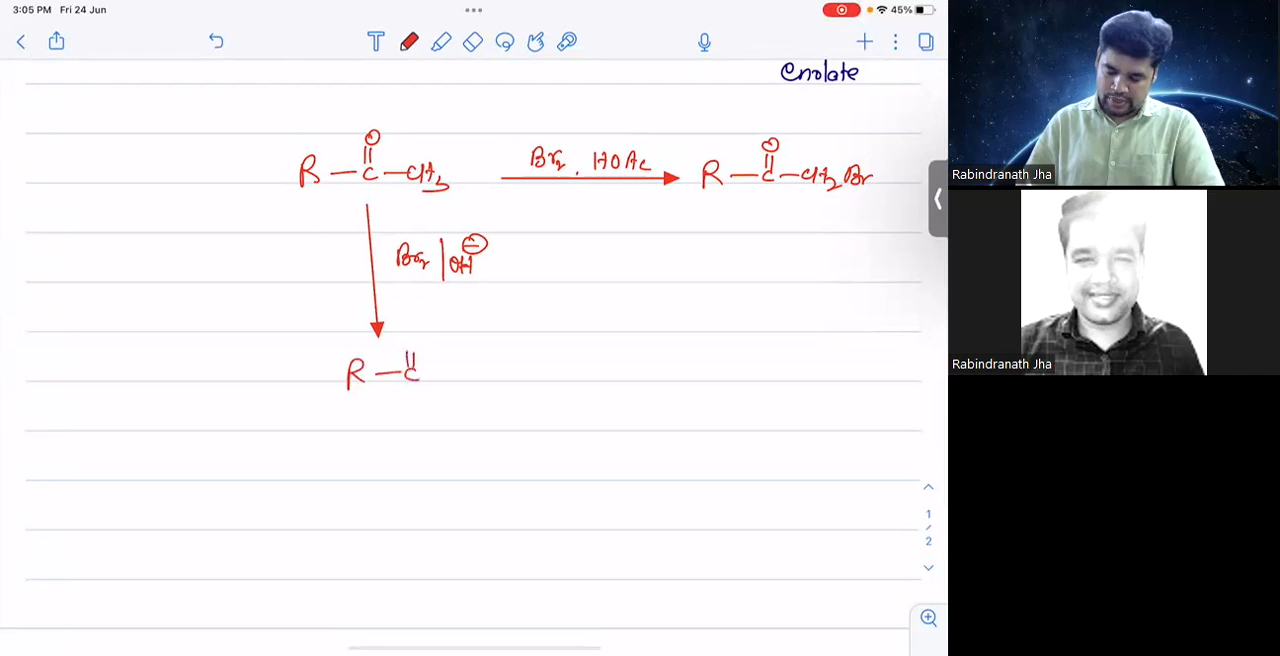 3:05 PM Fri 24 Jun
45%
enolate
R—C(=O)—CH3
Br2, HOAc
R—C(=O)—CH2Br
Br2 | OH⊖
R—C=
1
2
Rabindranath Jha
Rabindranath Jha